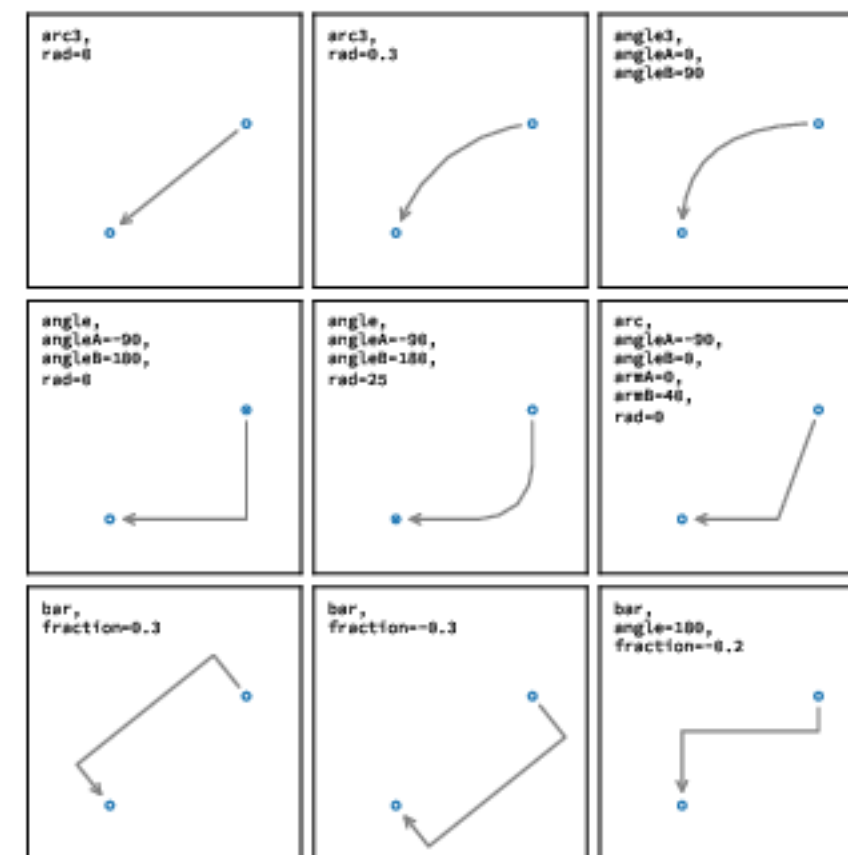 arc3,
rad=0
arc3,
rad=0.3
angle3,
angleA=0,
angleB=90
angle,
angleA=-90,
angleB=180,
rad=0
angle,
angleA=-90,
angleB=180,
rad=25
arc,
angleA=-90,
angleB=0,
armA=0,
armB=40,
rad=0
bar,
fraction=0.3
bar,
fraction=-0.3
bar,
angle=180,
fraction=-0.2